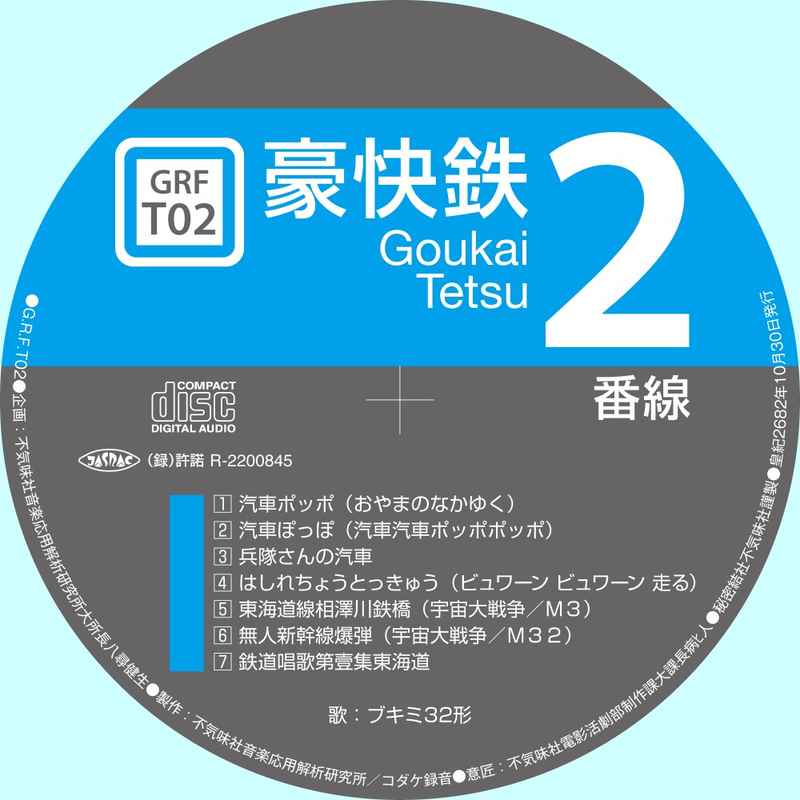 GRF
T02
豪快鉄
Goukai
Tetsu
2
番線
COMPACT
disc
DIGITAL AUDIO
JASRAC
(録)許諾 R-2200845
1 汽車ポッポ（おやまのなかゆく）
2 汽車ぽっぽ（汽車汽車ポッポポッポ）
3 兵隊さんの汽車
4 はしれちょうとっきゅう（ビュワーン ビュワーン 走る）
5 東海道線相澤川鉄橋（宇宙大戦争／Ｍ３）
6 無人新幹線爆弾（宇宙大戦争／Ｍ３２）
7 鉄道唱歌第壹集東海道
歌：ブキミ32形
●G.R.F.T02●企画：不気味社音楽応用解析研究所大所長八尋健生●製作：不気味社音楽応用解析研究所／コダケ録音●意匠：不気味社電影活劇部制作課大課長病ﾋ人●秘密結社不気味社謹製●皇紀2682年10月30日発行